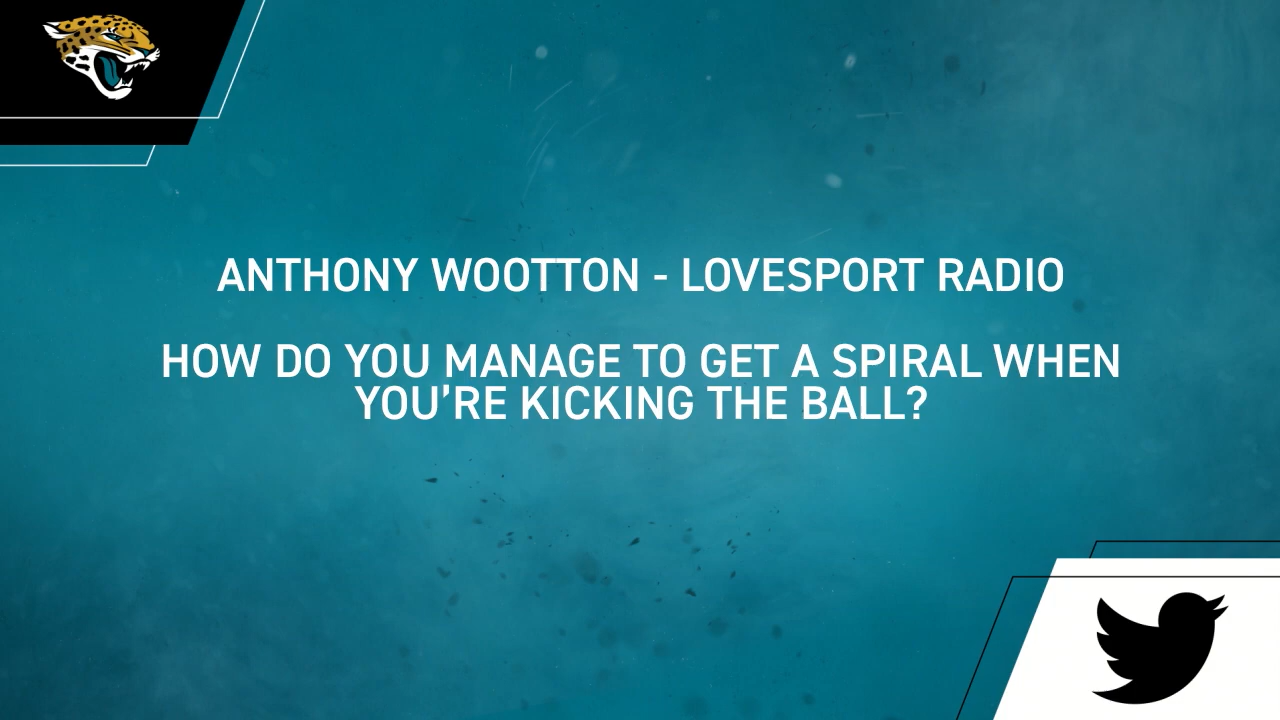 ANTHONY WOOTTON - LOVESPORT RADIO
HOW DO YOU MANAGE TO GET A SPIRAL WHEN
YOU’RE KICKING THE BALL?